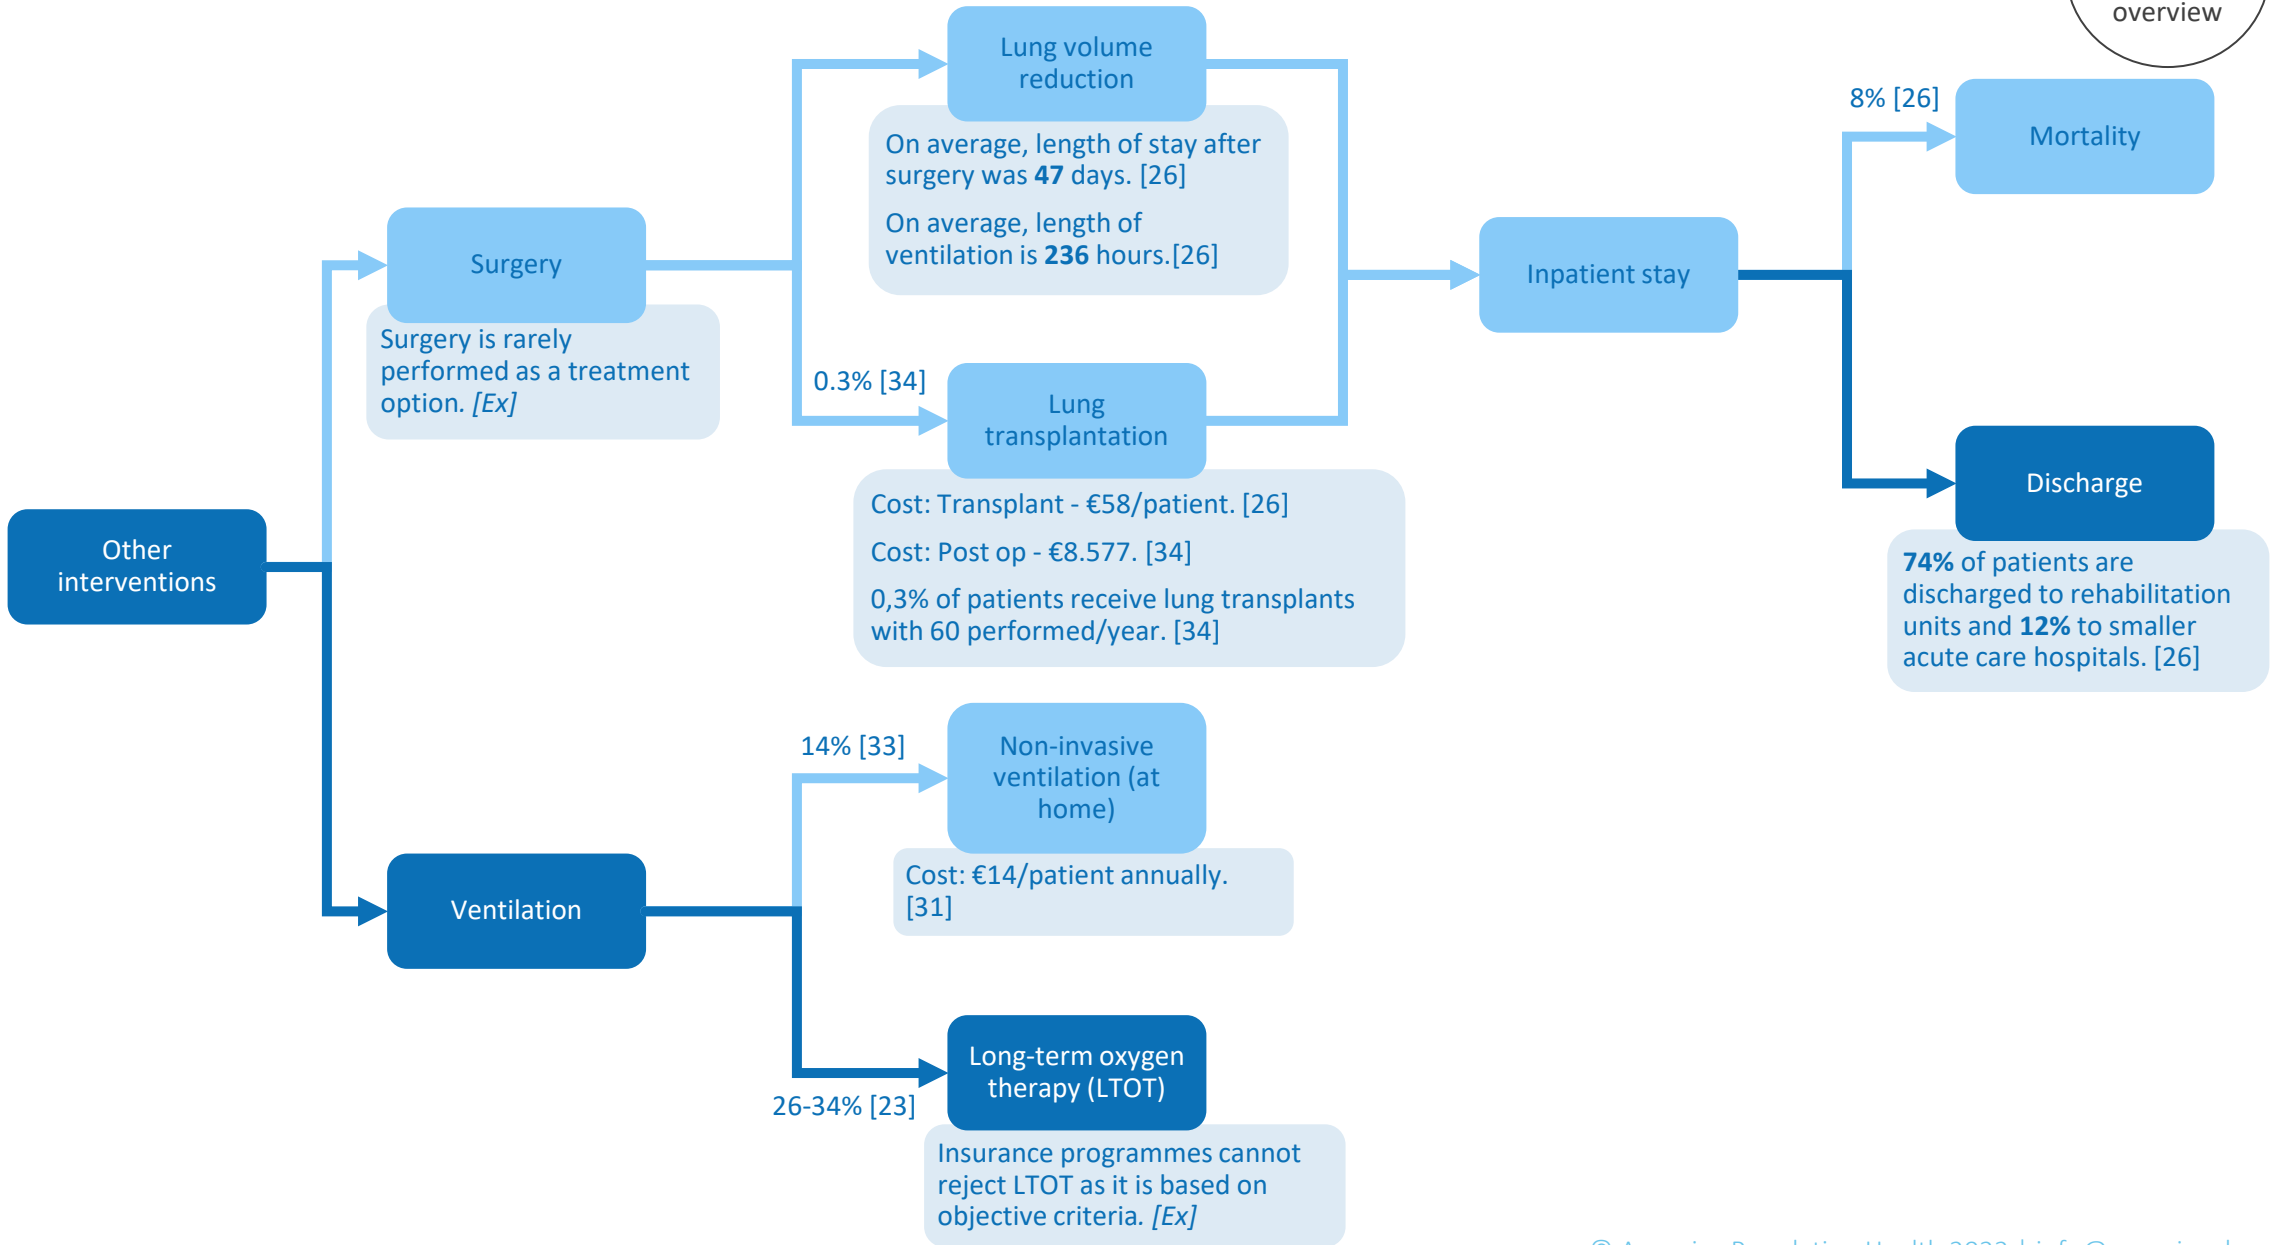 overview
Lung volume
reduction
On average, length of stay after
surgery was 47 days. [26]
On average, length of
ventilation is 236 hours.[26]
8% [26]
Mortality
Surgery
Surgery is rarely
performed as a treatment
option. [Ex]
Inpatient stay
0.3% [34]
Lung
transplantation
Cost: Transplant - €58/patient. [26]
Cost: Post op - €8.577. [34]
0,3% of patients receive lung transplants
with 60 performed/year. [34]
Discharge
74% of patients are
discharged to rehabilitation
units and 12% to smaller
acute care hospitals. [26]
Other
interventions
14% [33]
Non-invasive
ventilation (at
home)
Cost: €14/patient annually.
[31]
Ventilation
26-34% [23]
Long-term oxygen
therapy (LTOT)
Insurance programmes cannot
reject LTOT as it is based on
objective criteria. [Ex]